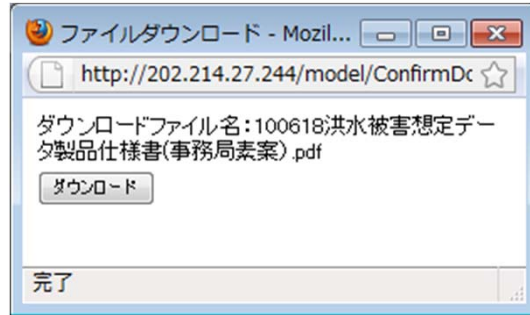 ファイルダウンロード - Mozil...
http://202.214.27.244/model/ConfirmDc
ダウンロードファイル名：100618洪水被害想定デー
タ製品仕様書(事務局素案).pdf
ダウンロード
完了